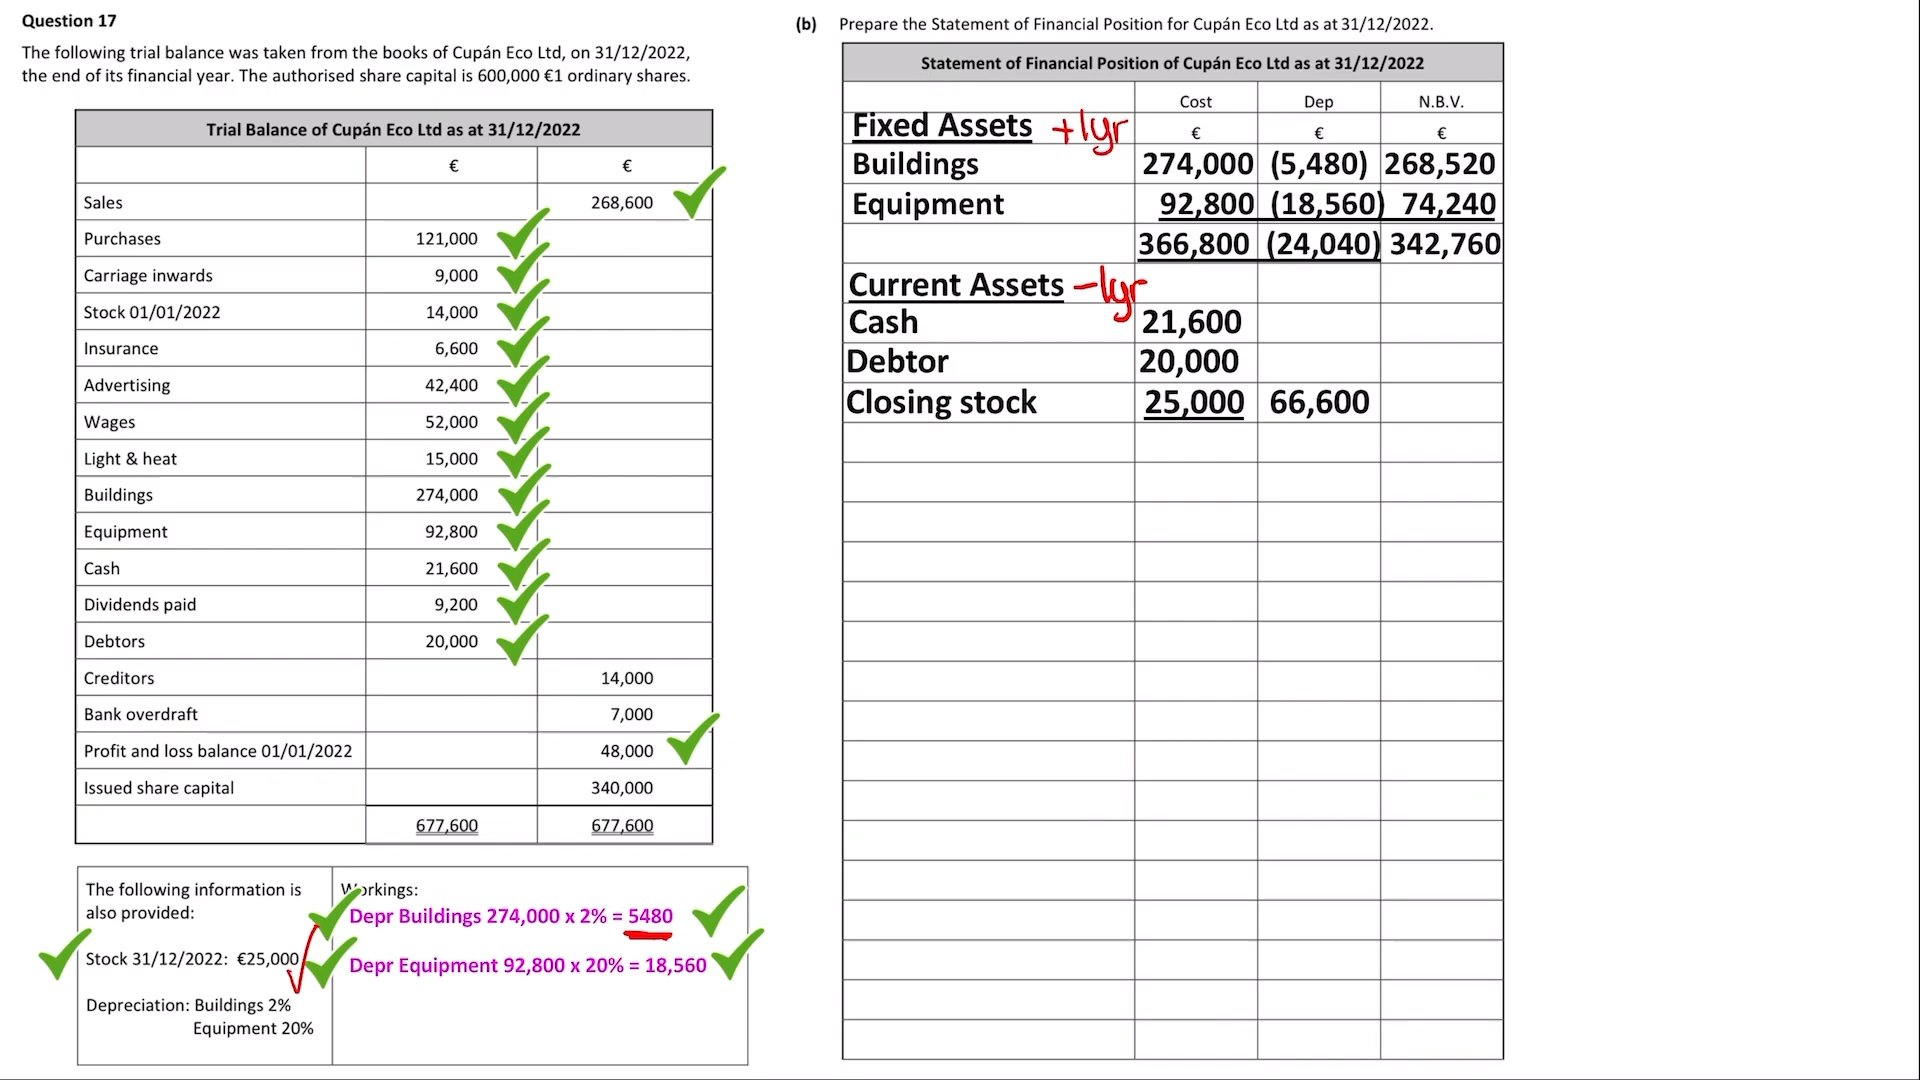 Question 17
The following trial balance was taken from the books of Cupán Eco Ltd, on 31/12/2022,
the end of its financial year. The authorised share capital is 600,000 €1 ordinary shares.
Trial Balance of Cupán Eco Ltd as at 31/12/2022
€ €
Sales 268,600
Purchases 121,000
Carriage inwards 9,000
Stock 01/01/2022 14,000
Insurance 6,600
Advertising 42,400
Wages 52,000
Light & heat 15,000
Buildings 274,000
Equipment 92,800
Cash 21,600
Dividends paid 9,200
Debtors 20,000
Creditors 14,000
Bank overdraft 7,000
Profit and loss balance 01/01/2022 48,000
Issued share capital 340,000
677,600 677,600
The following information is
also provided:
Stock 31/12/2022: €25,000
Depreciation: Buildings 2%
Equipment 20%
Workings:
Depr Buildings 274,000 x 2% = 5480
Depr Equipment 92,800 x 20% = 18,560
(b) Prepare the Statement of Financial Position for Cupán Eco Ltd as at 31/12/2022.
Statement of Financial Position of Cupán Eco Ltd as at 31/12/2022
Cost Dep N.B.V.
Fixed Assets +1yr € € €
Buildings 274,000 (5,480) 268,520
Equipment 92,800 (18,560) 74,240
366,800 (24,040) 342,760
Current Assets -1yr
Cash 21,600
Debtor 20,000
Closing stock 25,000 66,600